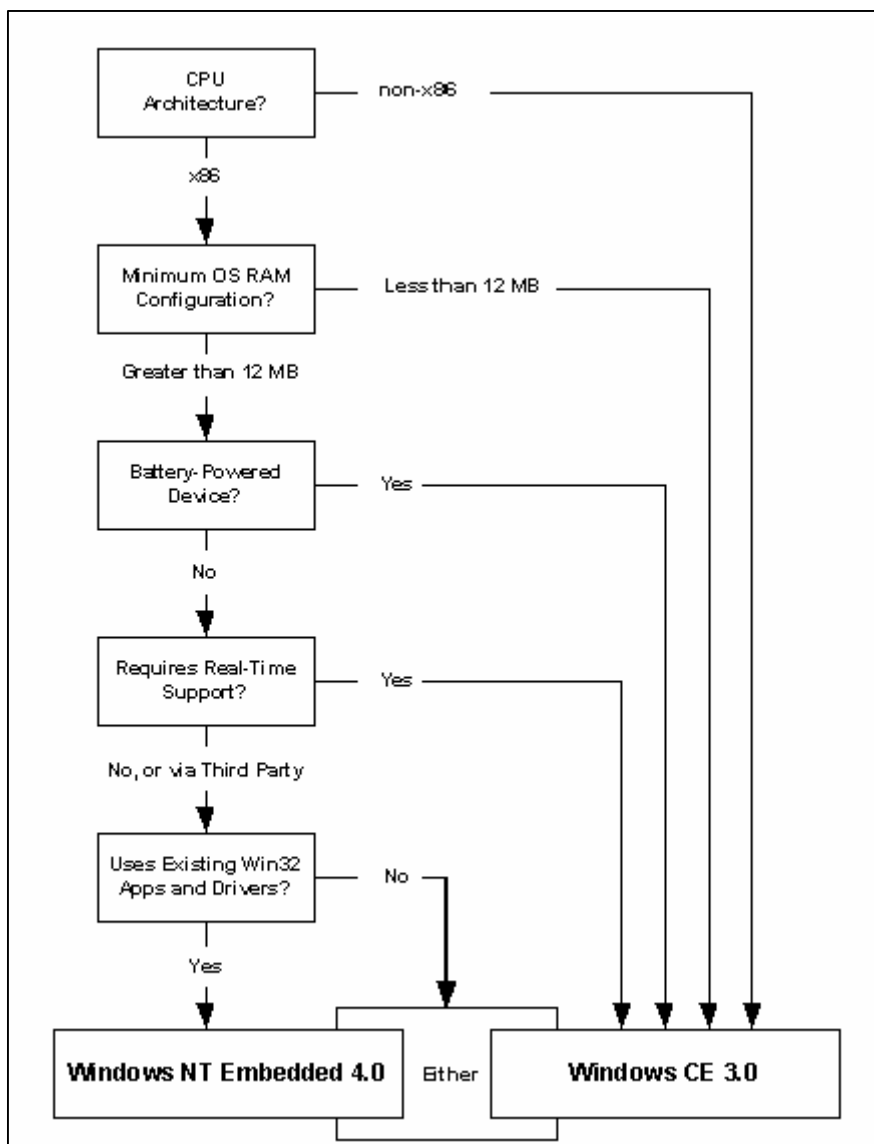 CPU
Architecture?
non-x86
x86
Minimum OS RAM
Configuration?
Less than 12 MB
Greater than 12 MB
Battery-Powered
Device?
Yes
No
Requires Real-Time
Support?
Yes
No, or via Third Party
Uses Existing Win32
Apps and Drivers?
No
Yes
Windows NT Embedded 4.0
Either
Windows CE 3.0